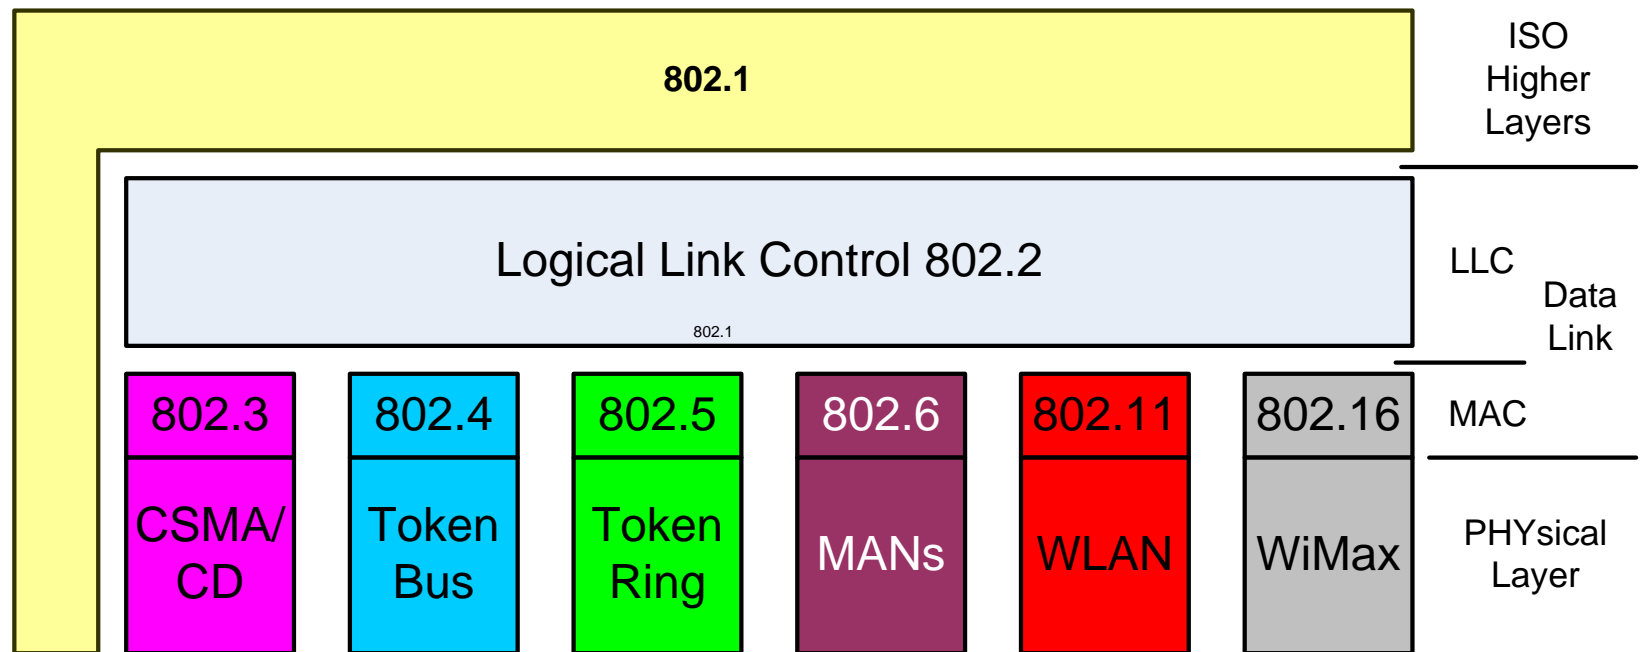 802.1
ISO
Higher
Layers
Logical Link Control 802.2
802.1
LLC
Data
Link
802.3
802.4
802.5
802.6
802.11
802.16
MAC
CSMA/
CD
Token
Bus
Token
Ring
MANs
WLAN
WiMax
PHYsical
Layer